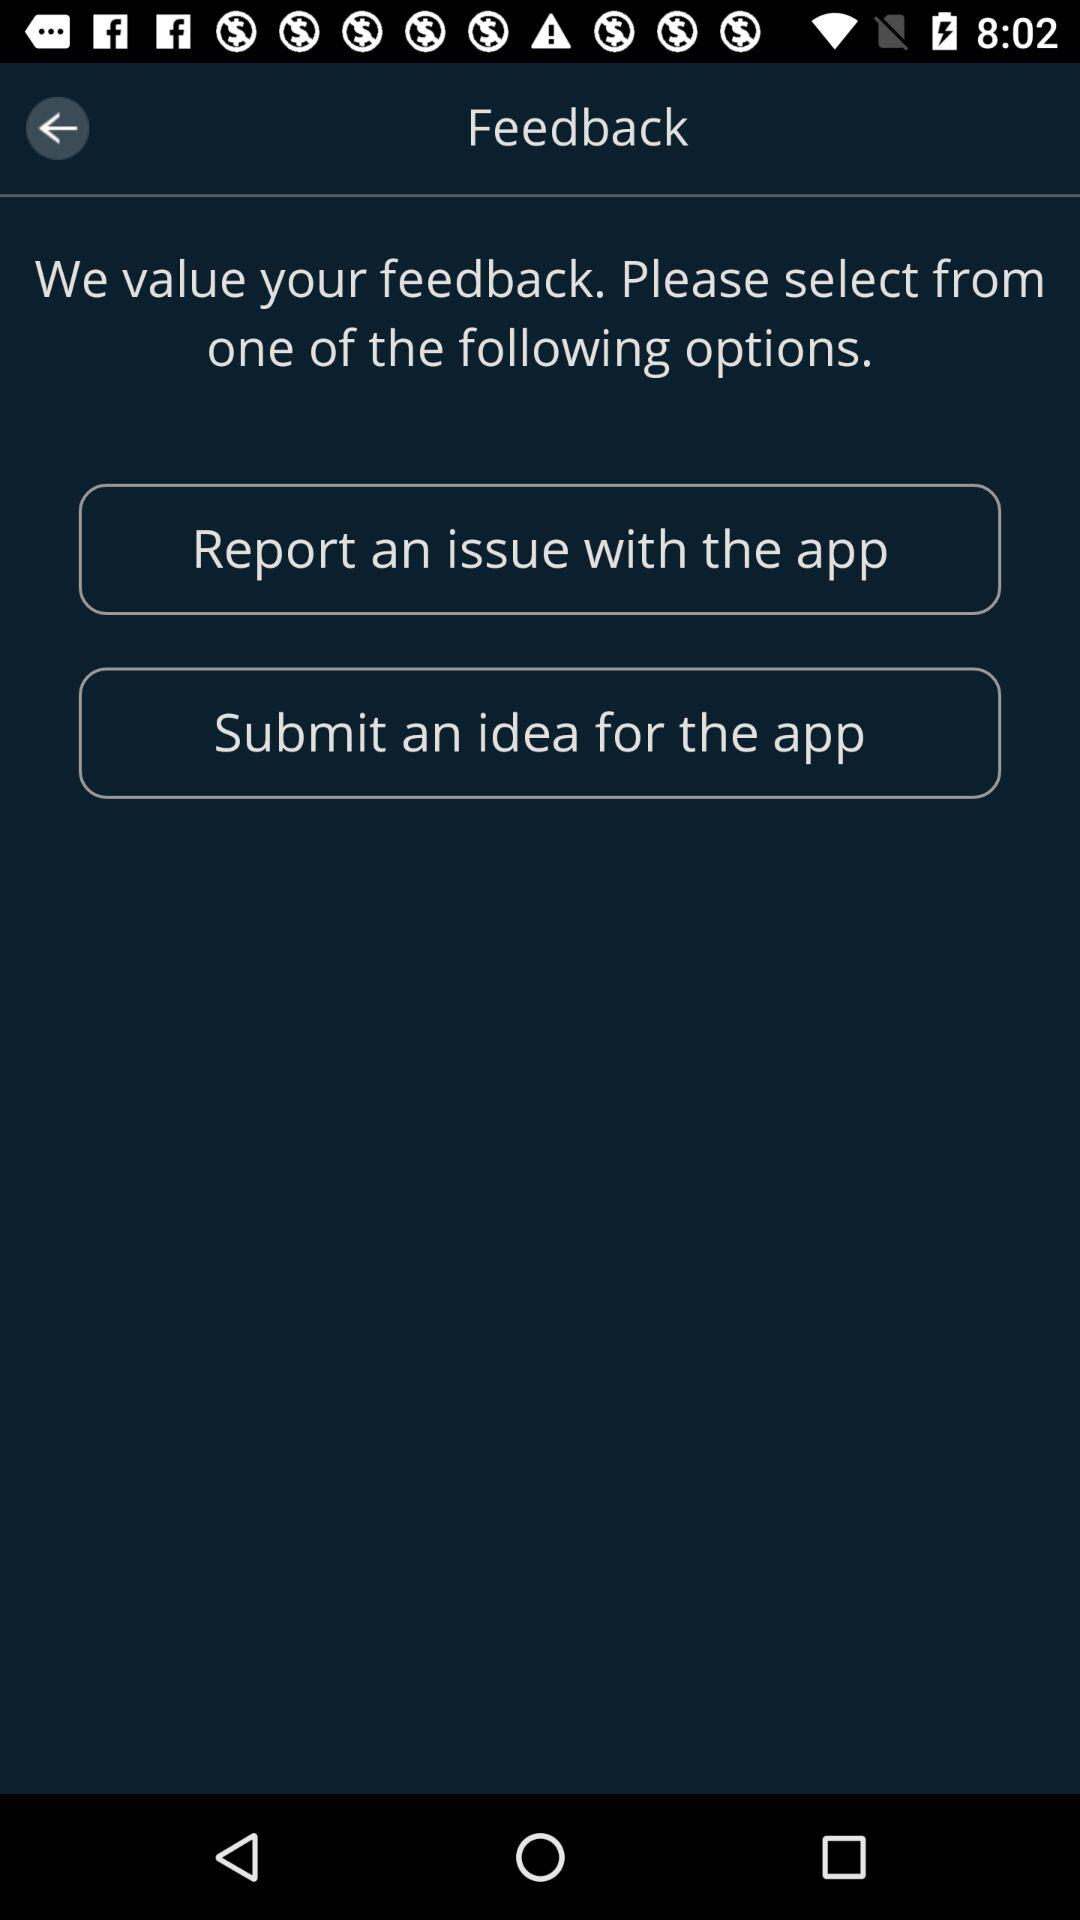 8:02
Feedback
We value your feedback. Please select from
one of the following options.
Report an issue with the app
Submit an idea for the app